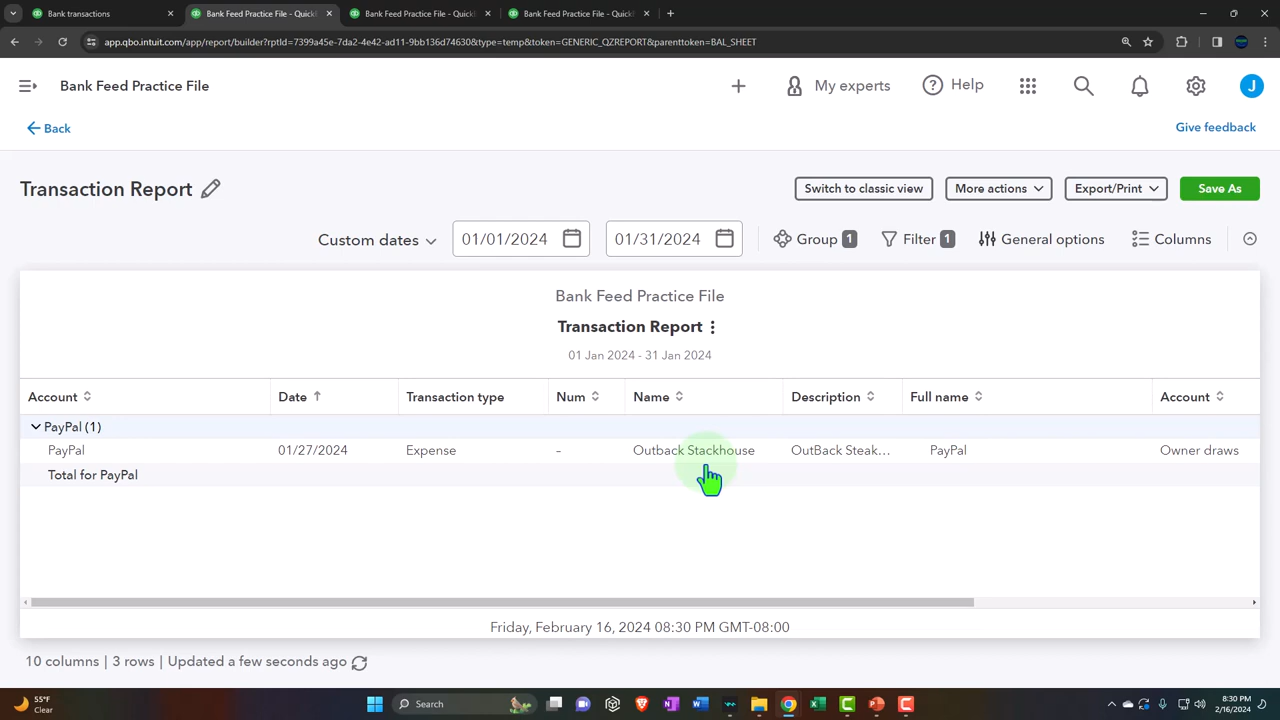 Bank transactions
Bank Feed Practice File - Quick
Bank Feed Practice File - Quick
Bank Feed Practice File - Quick
app.qbo.intuit.com/app/report/builder?rptId=7399a45e-7da2-4e42-ad11-9bb136d74630&type=temp&token=GENERIC_QZREPORT&parenttoken=BAL_SHEET
Bank Feed Practice File
My experts
Help
J
Back
Give feedback
Transaction Report
Switch to classic view
More actions
Export/Print
Save As
Custom dates
01/01/2024
01/31/2024
Group 1
Filter 1
General options
Columns
Bank Feed Practice File
Transaction Report
01 Jan 2024 - 31 Jan 2024
Account Date Transaction type Num Name Description Full name Account
PayPal (1)
PayPal 01/27/2024 Expense – Outback Stackhouse OutBack Steak... PayPal Owner draws
Total for PayPal
Friday, February 16, 2024 08:30 PM GMT-08:00
10 columns | 3 rows | Updated a few seconds ago
55°F
Clear
Search
8:30 PM
2/16/2024